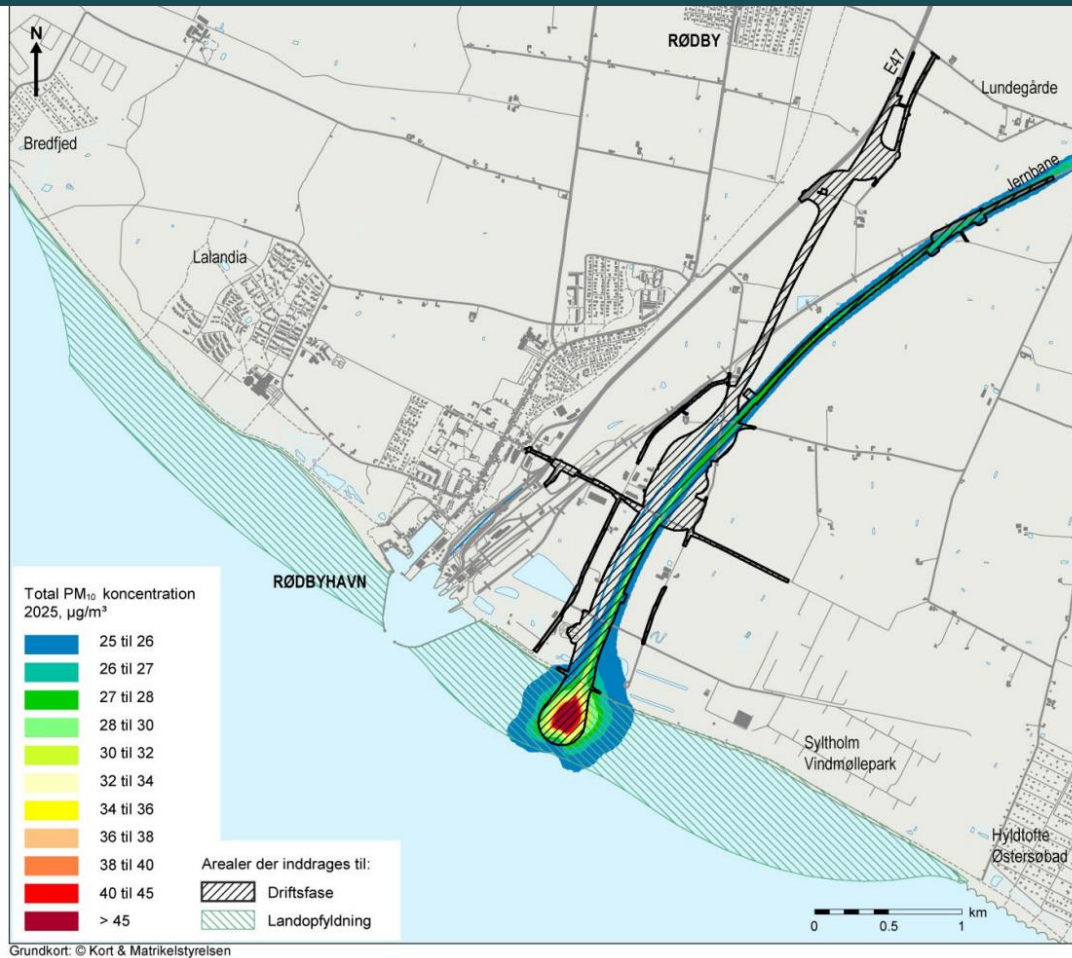 N
RØDBY
E47
Lundegårde
Bredfjed
Jernbane
Lalandia
RØDBYHAVN
Total PM₁₀ koncentration
2025, µg/m³
25 til 26
26 til 27
27 til 28
28 til 30
30 til 32
32 til 34
34 til 36
36 til 38
38 til 40
40 til 45
> 45
Syltholm
Vindmøllepark
Hyldtofte
Østersøbad
Arealer der inddrages til:
Driftsfase
Landopfyldning
km
0 0.5 1
Grundkort: © Kort & Matrikelstyrelsen